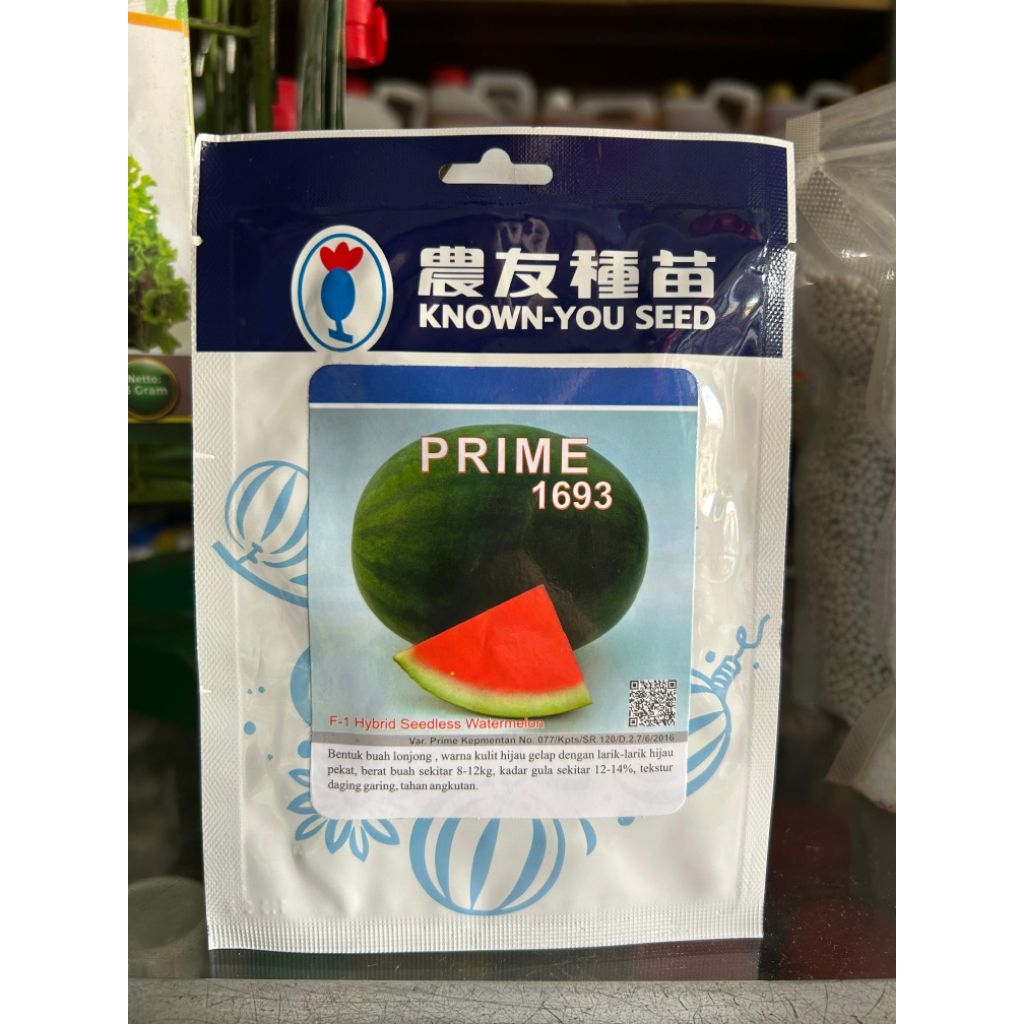 農友種苗
KNOWN-YOU SEED
Netto:
Gram
PRIME
1693
F-1 Hybrid Seedless Watermelon
Var. Prime Kepmentan No. 077/Kpts/SR.120/D.2.7/6/2016
Bentuk buah lonjong , warna kulit hijau gelap dengan larik-larik hijau
pekat, berat buah sekitar 8-12kg, kadar gula sekitar 12-14%, tekstur
daging garing, tahan angkutan.